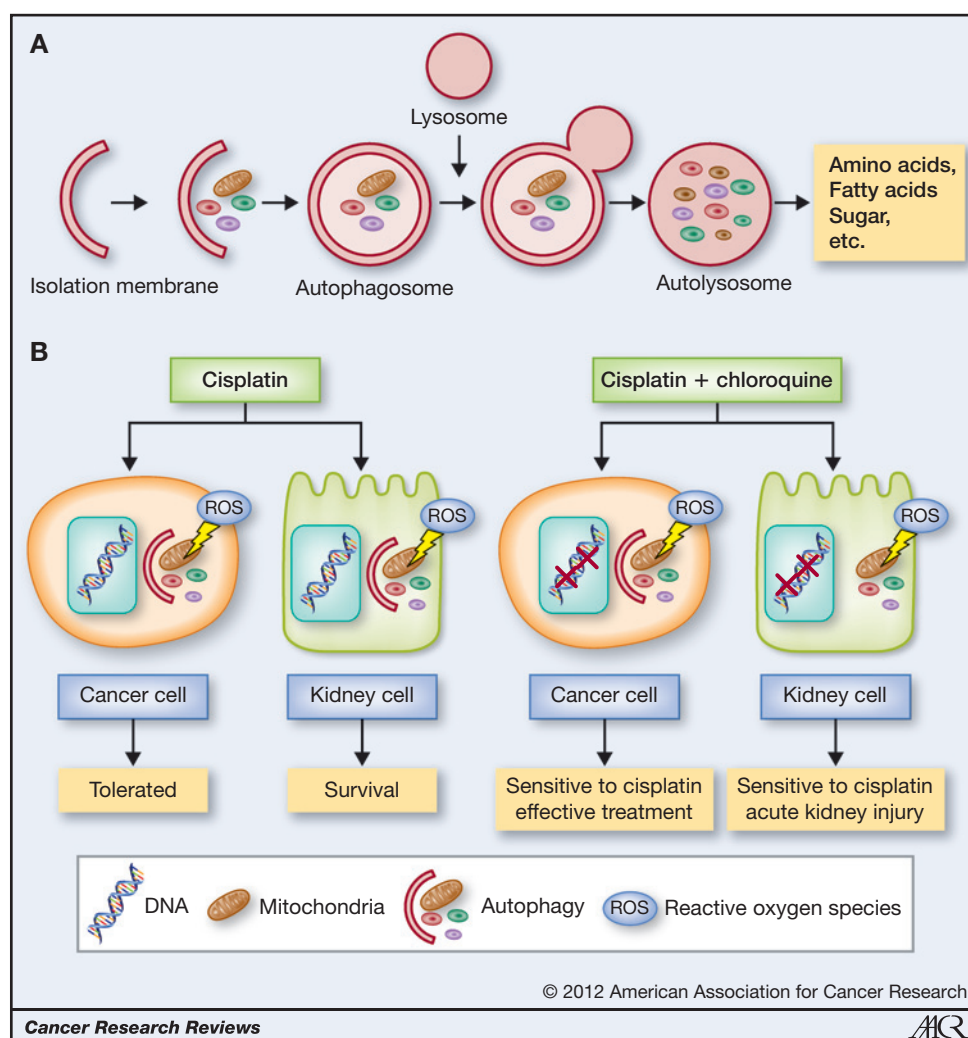 A
Lysosome
Isolation membrane
Autophagosome
Autolysosome
Amino acids,
Fatty acids
Sugar,
etc.
B
Cisplatin
Cisplatin + chloroquine
ROS
ROS
ROS
ROS
Cancer cell
Kidney cell
Cancer cell
Kidney cell
Tolerated
Survival
Sensitive to cisplatin
effective treatment
Sensitive to cisplatin
acute kidney injury
DNA
Mitochondria
Autophagy
ROS
Reactive oxygen species
© 2012 American Association for Cancer Research
Cancer Research Reviews
AACR